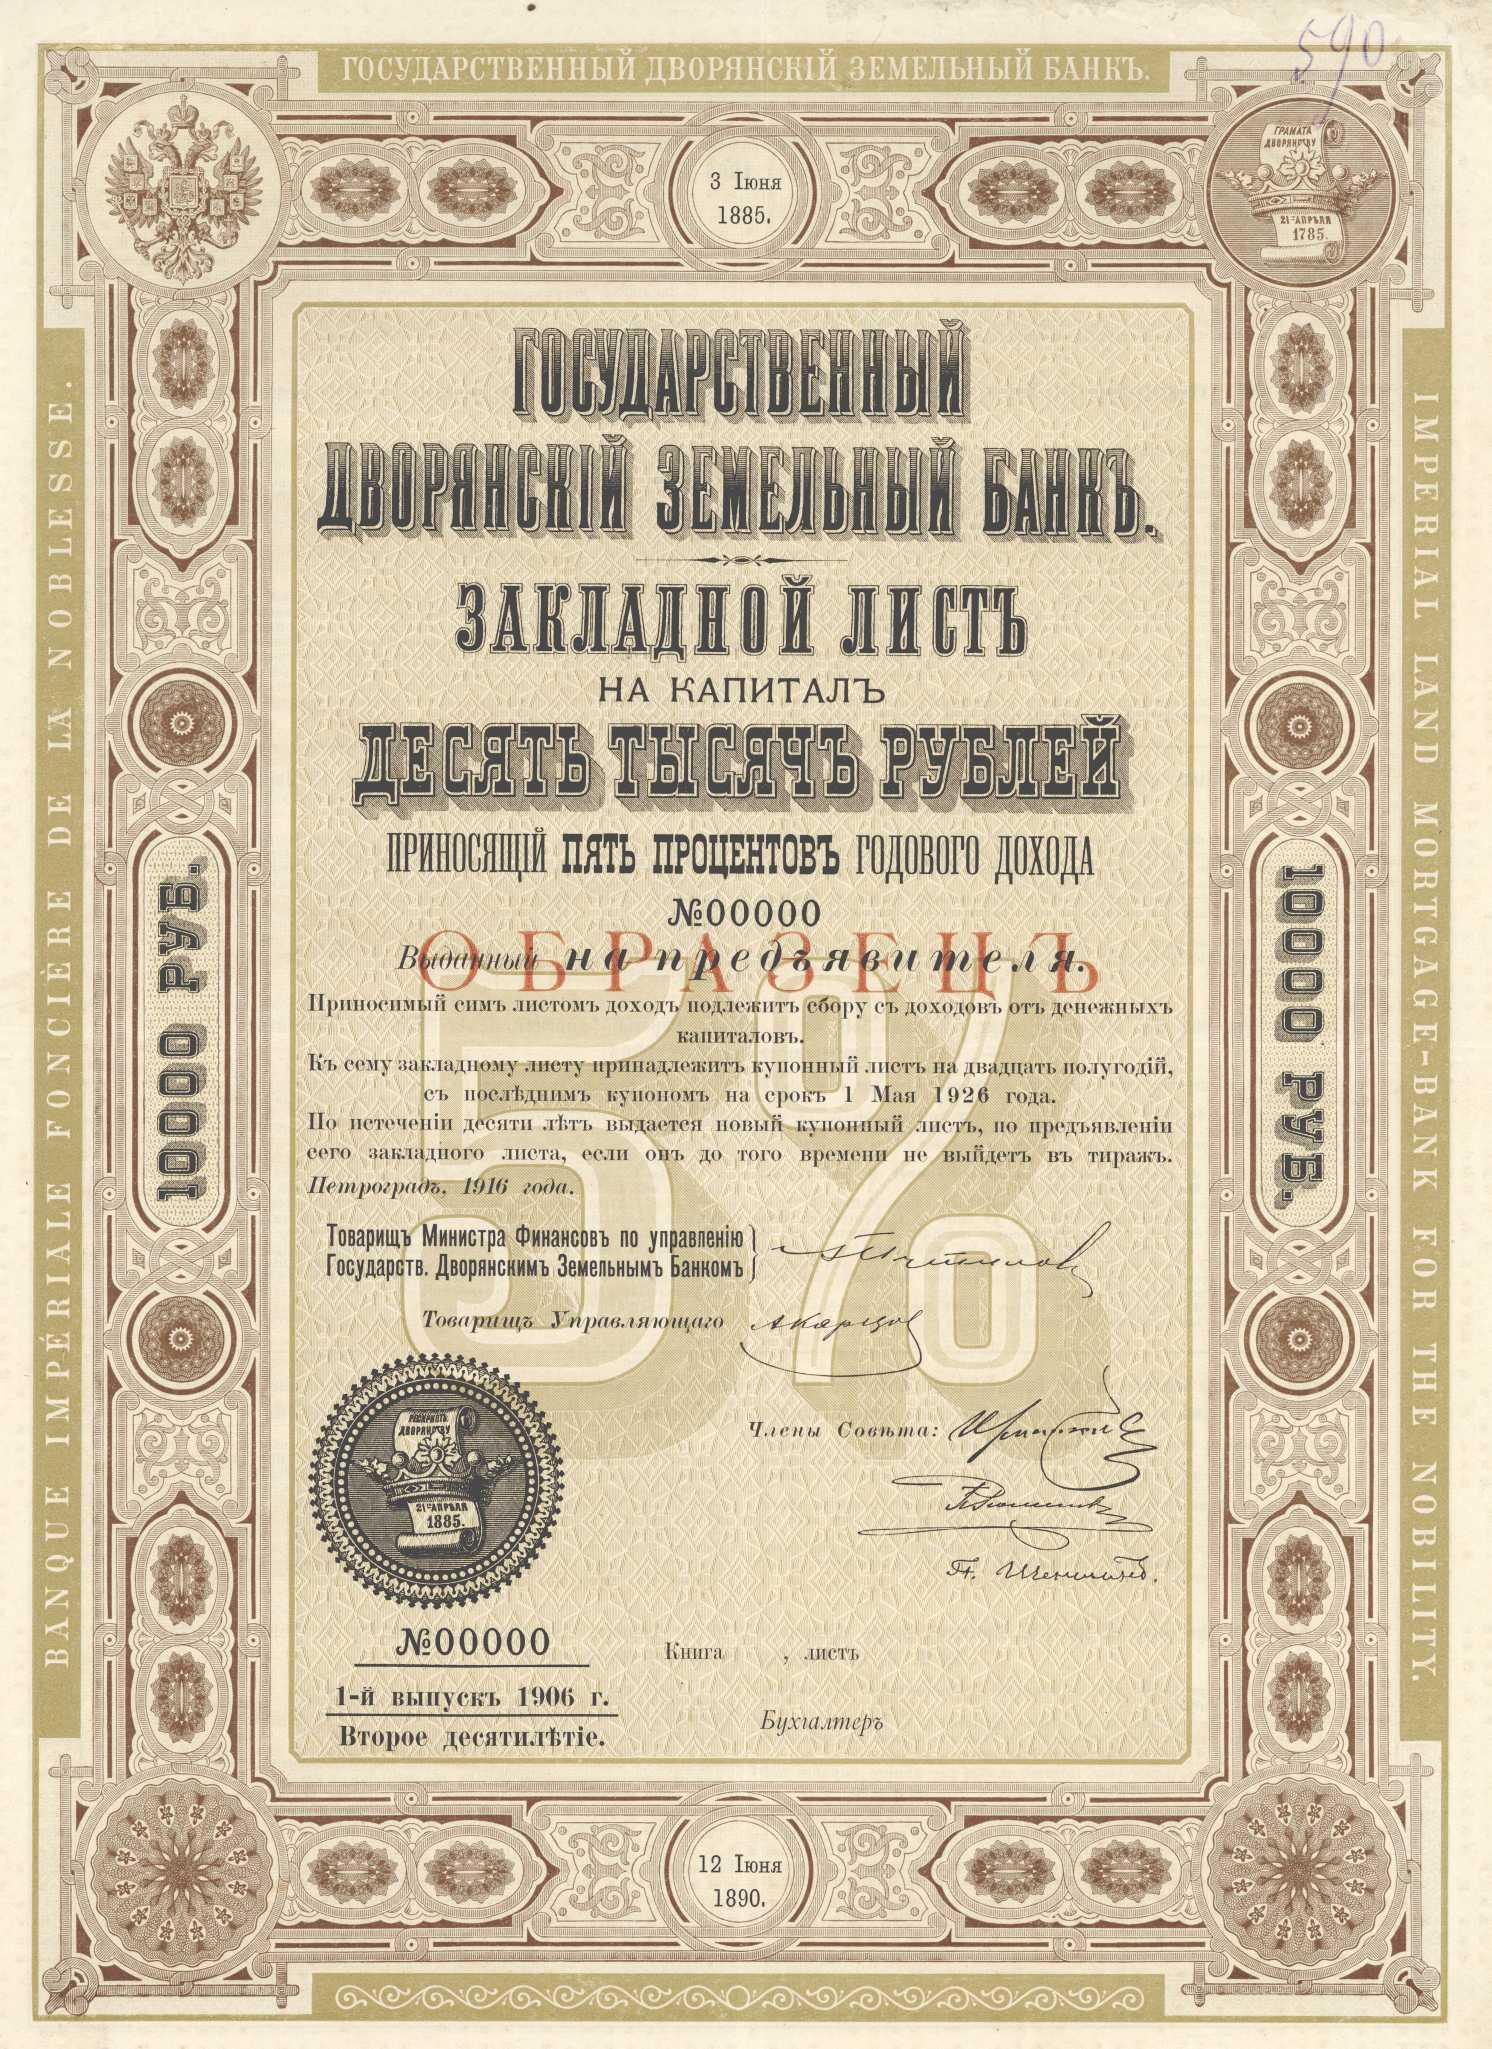 590
ГОСУДАРСТВЕННЫЙ ДВОРЯНСКІЙ ЗЕМЕЛЬНЫЙ БАНКЪ.
ГРАМАТА
ДВОРЯНСТВУ
21ГО АПРѢЛЯ
1785.
3 Іюня
1885.
BANQUE IMPÉRIALE FONCIÈRE DE LA NOBLESSE.
IMPERIAL LAND MORTGAGE-BANK FOR THE NOBILITY.
10000 РУБ.
10000 РУБ.
ГОСУДАРСТВЕННЫЙ
ДВОРЯНСКІЙ ЗЕМЕЛЬНЫЙ БАНКЪ.
ЗАКЛАДНОЙ ЛИСТЪ
НА КАПИТАЛЪ
ДЕСЯТЬ ТЫСЯЧЪ РУБЛЕЙ
ПРИНОСЯЩІЙ ПЯТЬ ПРОЦЕНТОВЪ ГОДОВОГО ДОХОДА
№00000
ОБРАЗЕЦЪ
Выданный на предъявителя.
5%
Приносимый симъ листомъ доходъ подлежитъ сбору съ доходовъ отъ денежныхъ
капиталовъ.
Къ сему закладному листу принадлежитъ купонный листъ на двадцать полугодій,
съ послѣднимъ купономъ на срокъ 1 Мая 1926 года.
По истеченіи десяти лѣтъ выдается новый купонный листъ, по предъявленіи
сего закладного листа, если онъ до того времени не выйдетъ въ тиражъ.
Петроградъ, 1916 года.
Товарищъ Министра Финансовъ по управленію
Государств. Дворянскимъ Земельнымъ Банкомъ
Товарищъ Управляющаго
Члены Совѣта:
РЕСКРИПТЪ
ДВОРЯНСТВУ
21ГО АПРѢЛЯ
1885.
№00000
Книга , листъ
1-й выпускъ 1906 г.
Бухгалтеръ
Второе десятилѣтіе.
12 Іюня
1890.